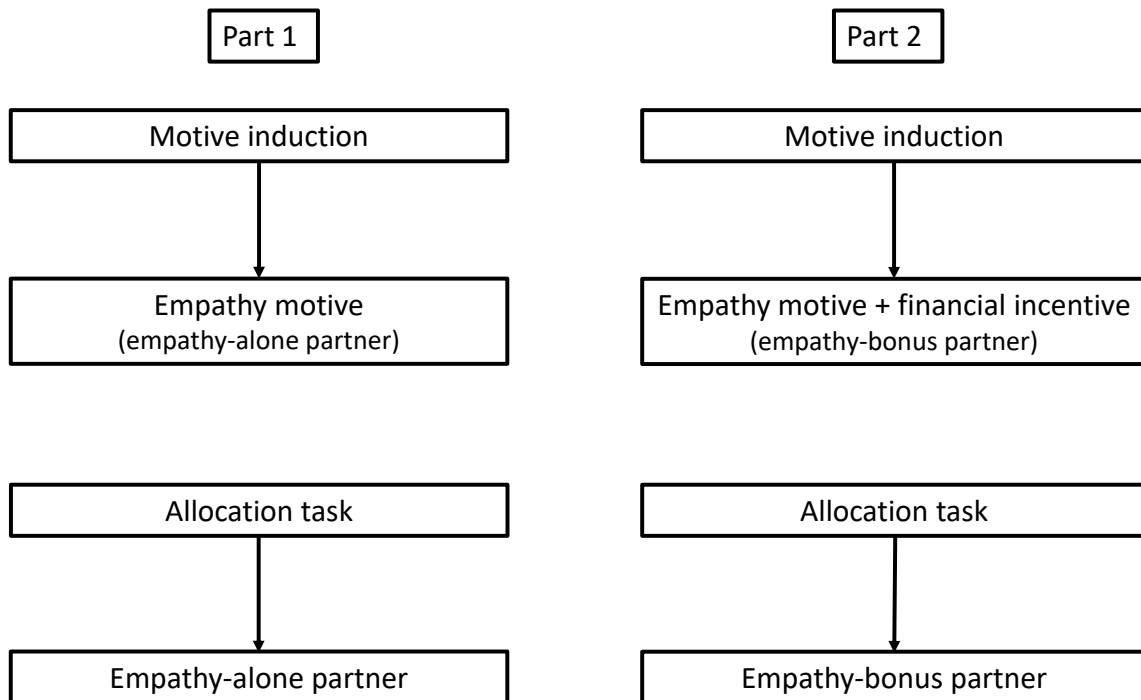 Part 1
Motive induction
Empathy motive
(empathy-alone partner)
Allocation task
Empathy-alone partner
Part 2
Motive induction
Empathy motive + financial incentive
(empathy-bonus partner)
Allocation task
Empathy-bonus partner